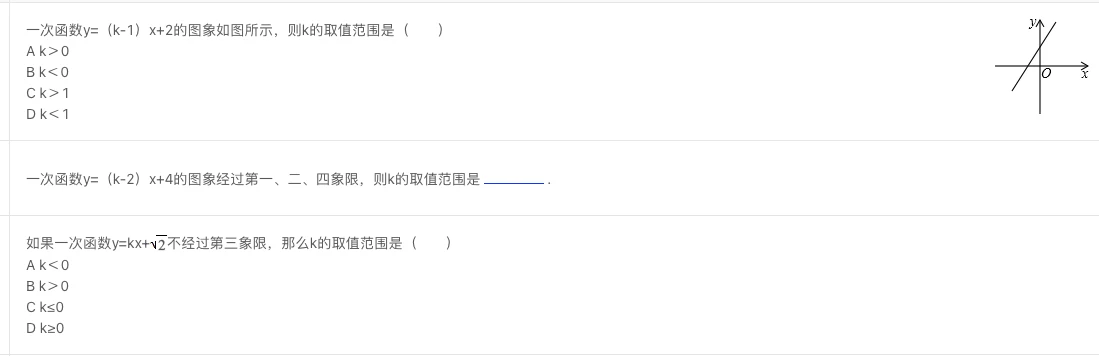 一次函数y=（k-1）x+2的图象如图所示，则k的取值范围是（　　）
A k＞0
B k＜0
C k＞1
D k＜1
y
O
x
一次函数y=（k-2）x+4的图象经过第一、二、四象限，则k的取值范围是 ______ .
如果一次函数y=kx+√2不经过第三象限，那么k的取值范围是（　　）
A k＜0
B k＞0
C k≤0
D k≥0